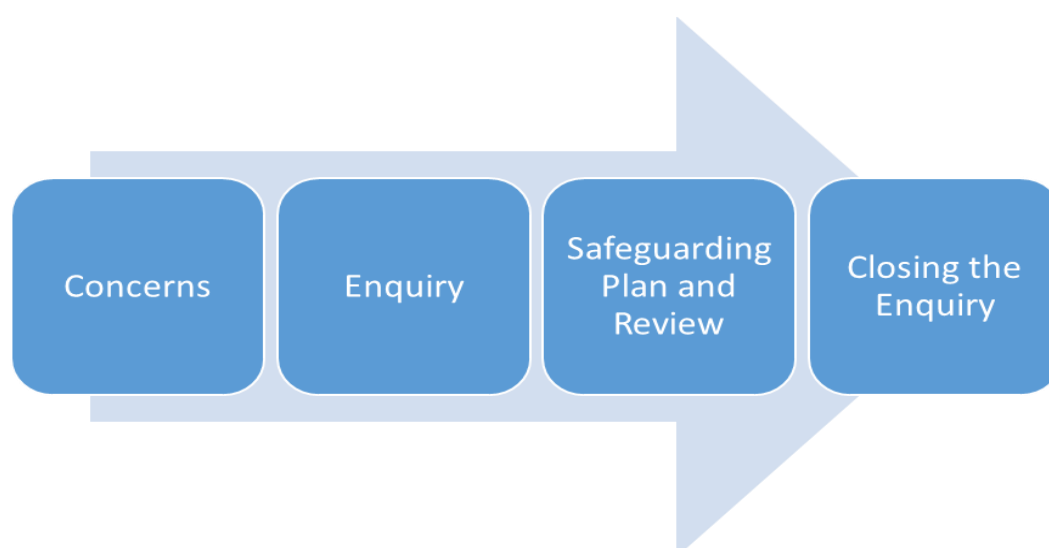 Concerns
Enquiry
Safeguarding
Plan and
Review
Closing the
Enquiry